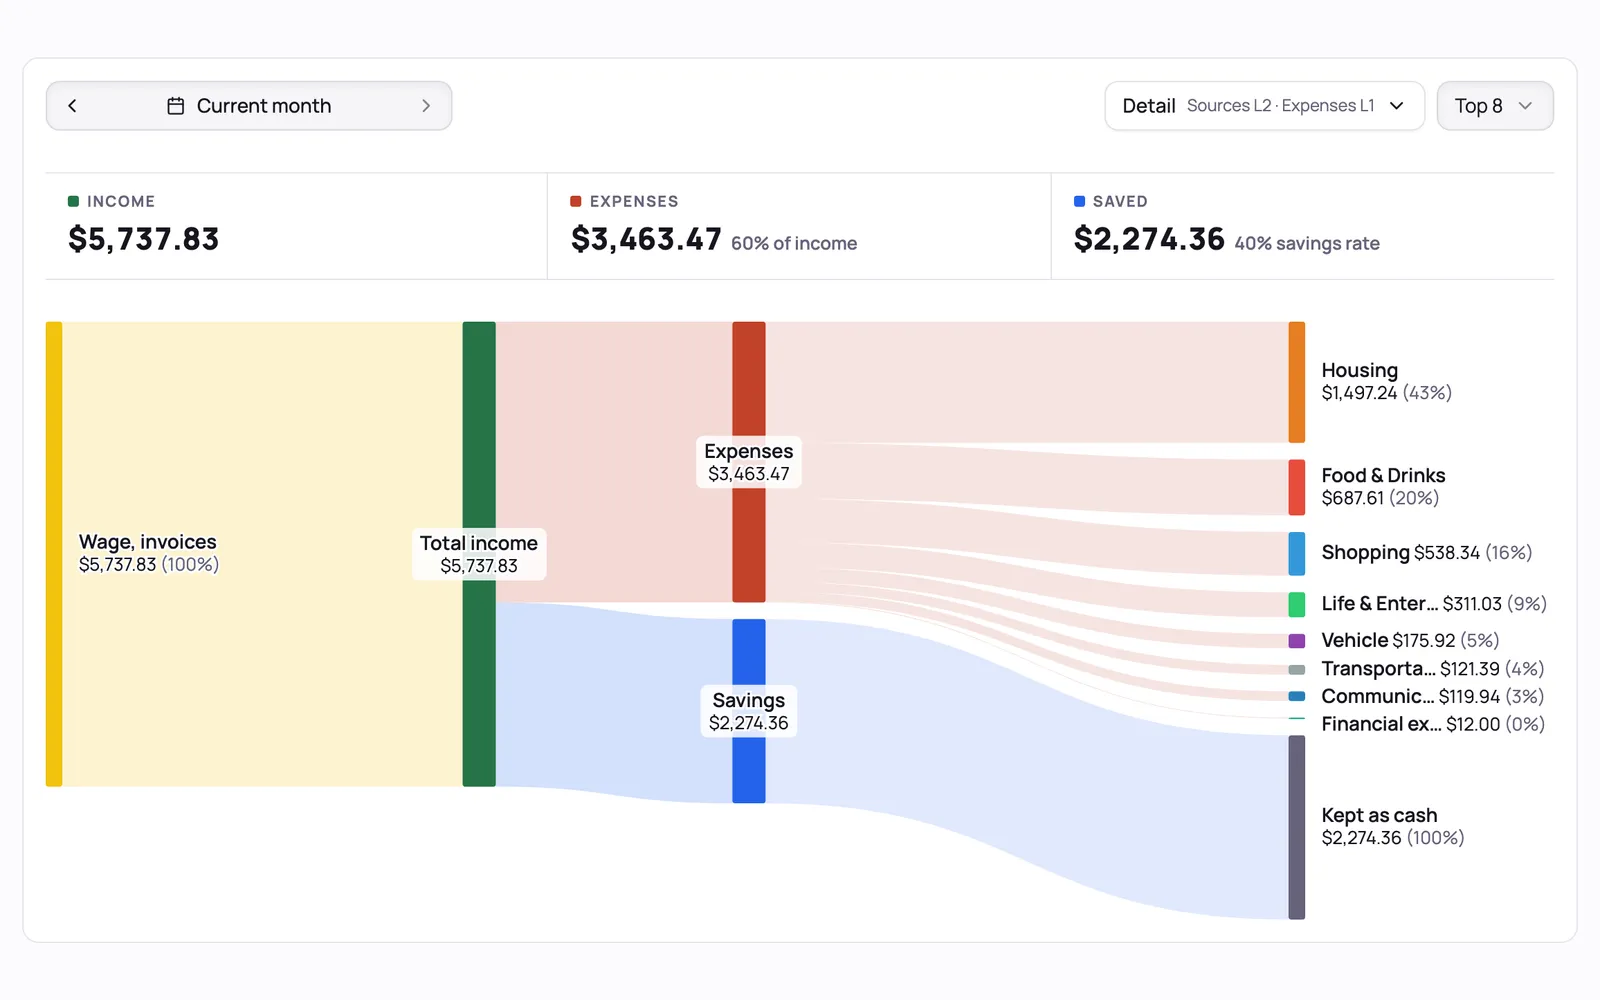 Current month
Detail Sources L2 · Expenses L1
Top 8
INCOME
$5,737.83
EXPENSES
$3,463.47 60% of income
SAVED
$2,274.36 40% savings rate
Wage, invoices
$5,737.83 (100%)
Total income
$5,737.83
Expenses
$3,463.47
Savings
$2,274.36
Housing
$1,497.24 (43%)
Food & Drinks
$687.61 (20%)
Shopping $538.34 (16%)
Life & Enter... $311.03 (9%)
Vehicle $175.92 (5%)
Transporta... $121.39 (4%)
Communic... $119.94 (3%)
Financial ex... $12.00 (0%)
Kept as cash
$2,274.36 (100%)